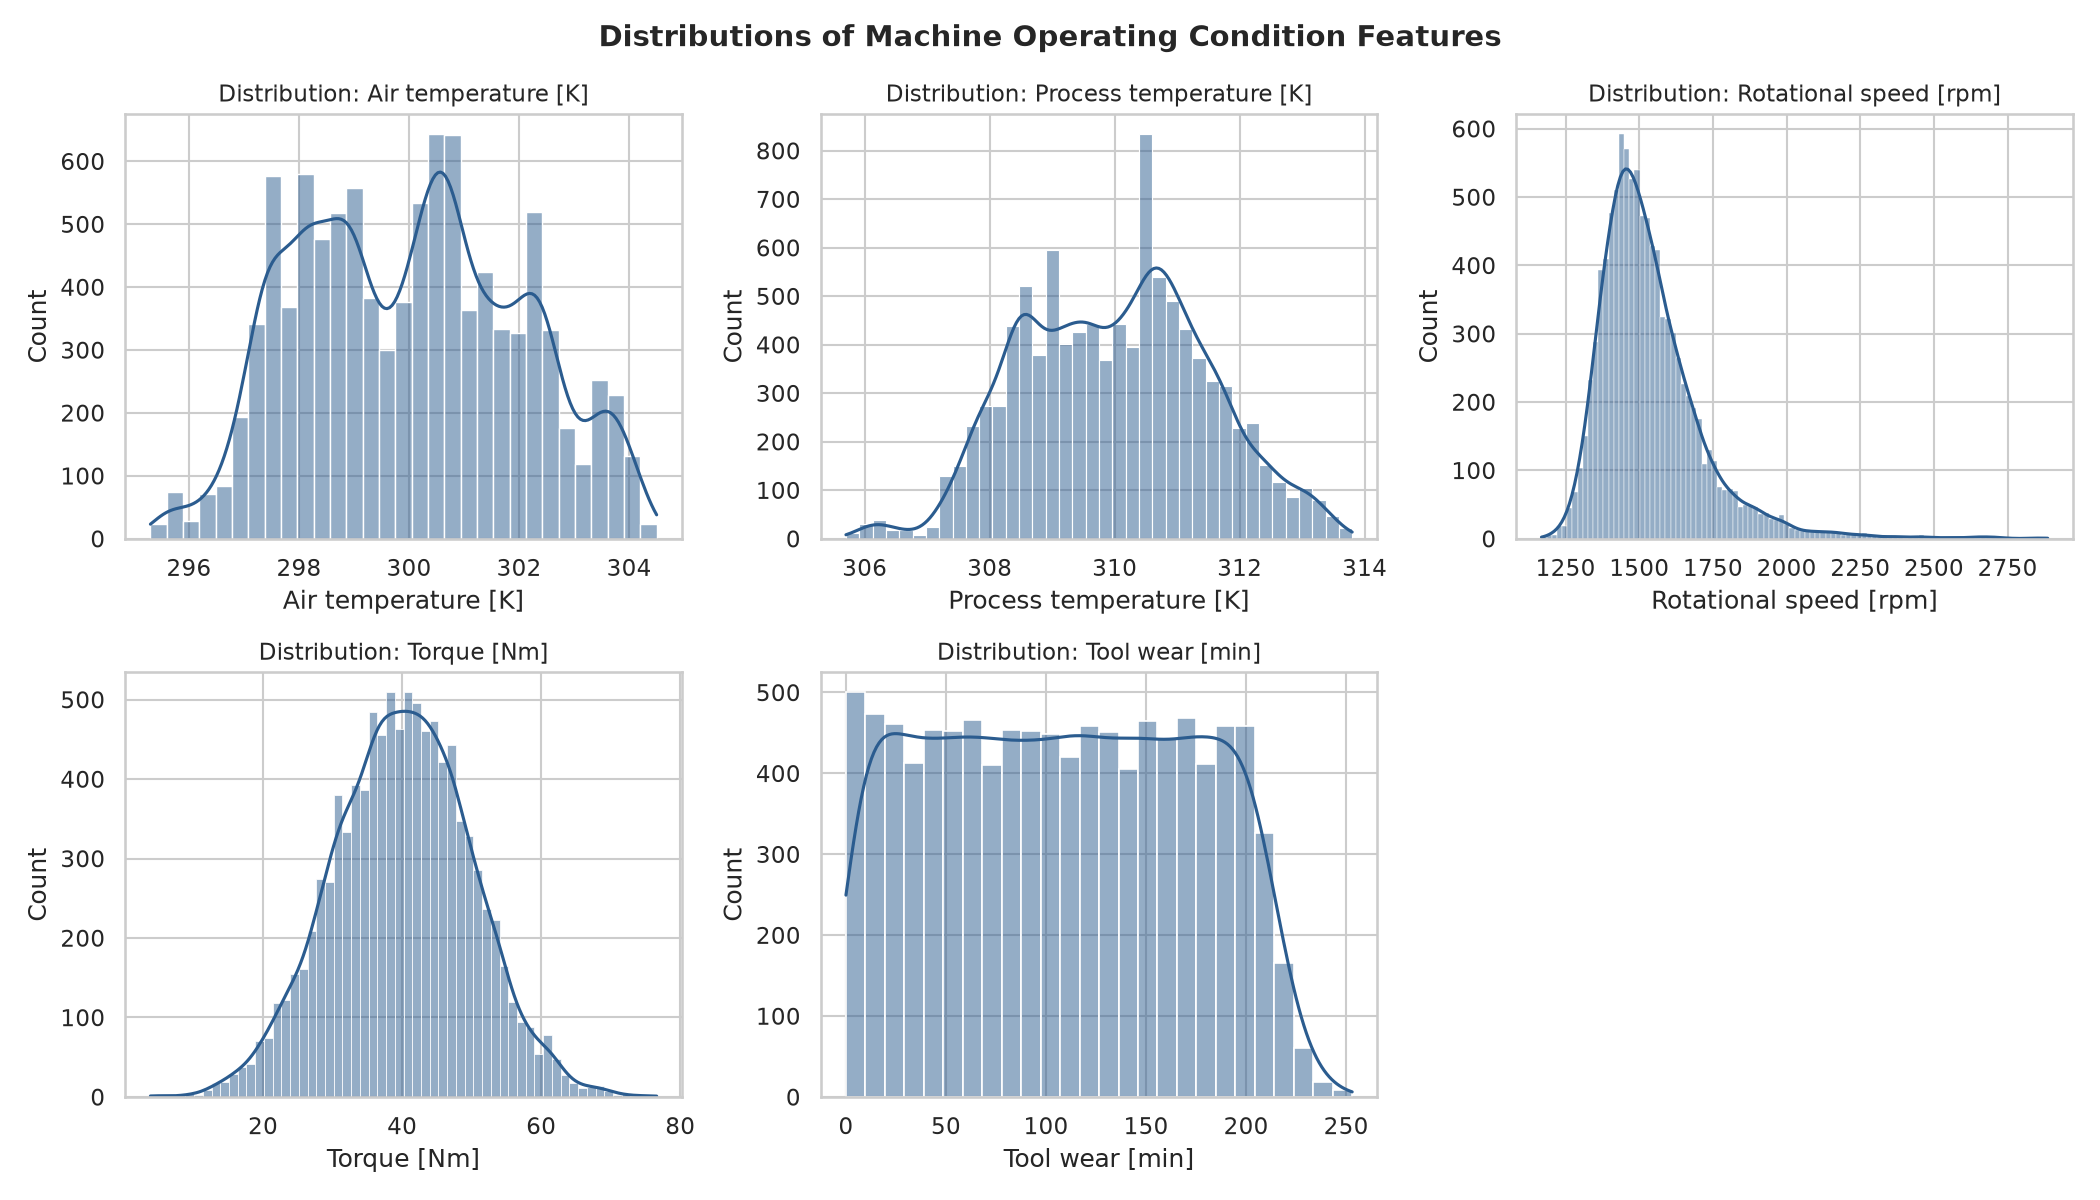 Distributions of Machine Operating Condition Features
Distribution: Air temperature [K]
Count
600
500
400
300
200
100
0
296 298 300 302 304
Air temperature [K]
Distribution: Process temperature [K]
Count
800
700
600
500
400
300
200
100
0
306 308 310 312 314
Process temperature [K]
Distribution: Rotational speed [rpm]
Count
600
500
400
300
200
100
0
1250 1500 1750 2000 2250 2500 2750
Rotational speed [rpm]
Distribution: Torque [Nm]
Count
500
400
300
200
100
0
20 40 60 80
Torque [Nm]
Distribution: Tool wear [min]
Count
500
400
300
200
100
0
0 50 100 150 200 250
Tool wear [min]